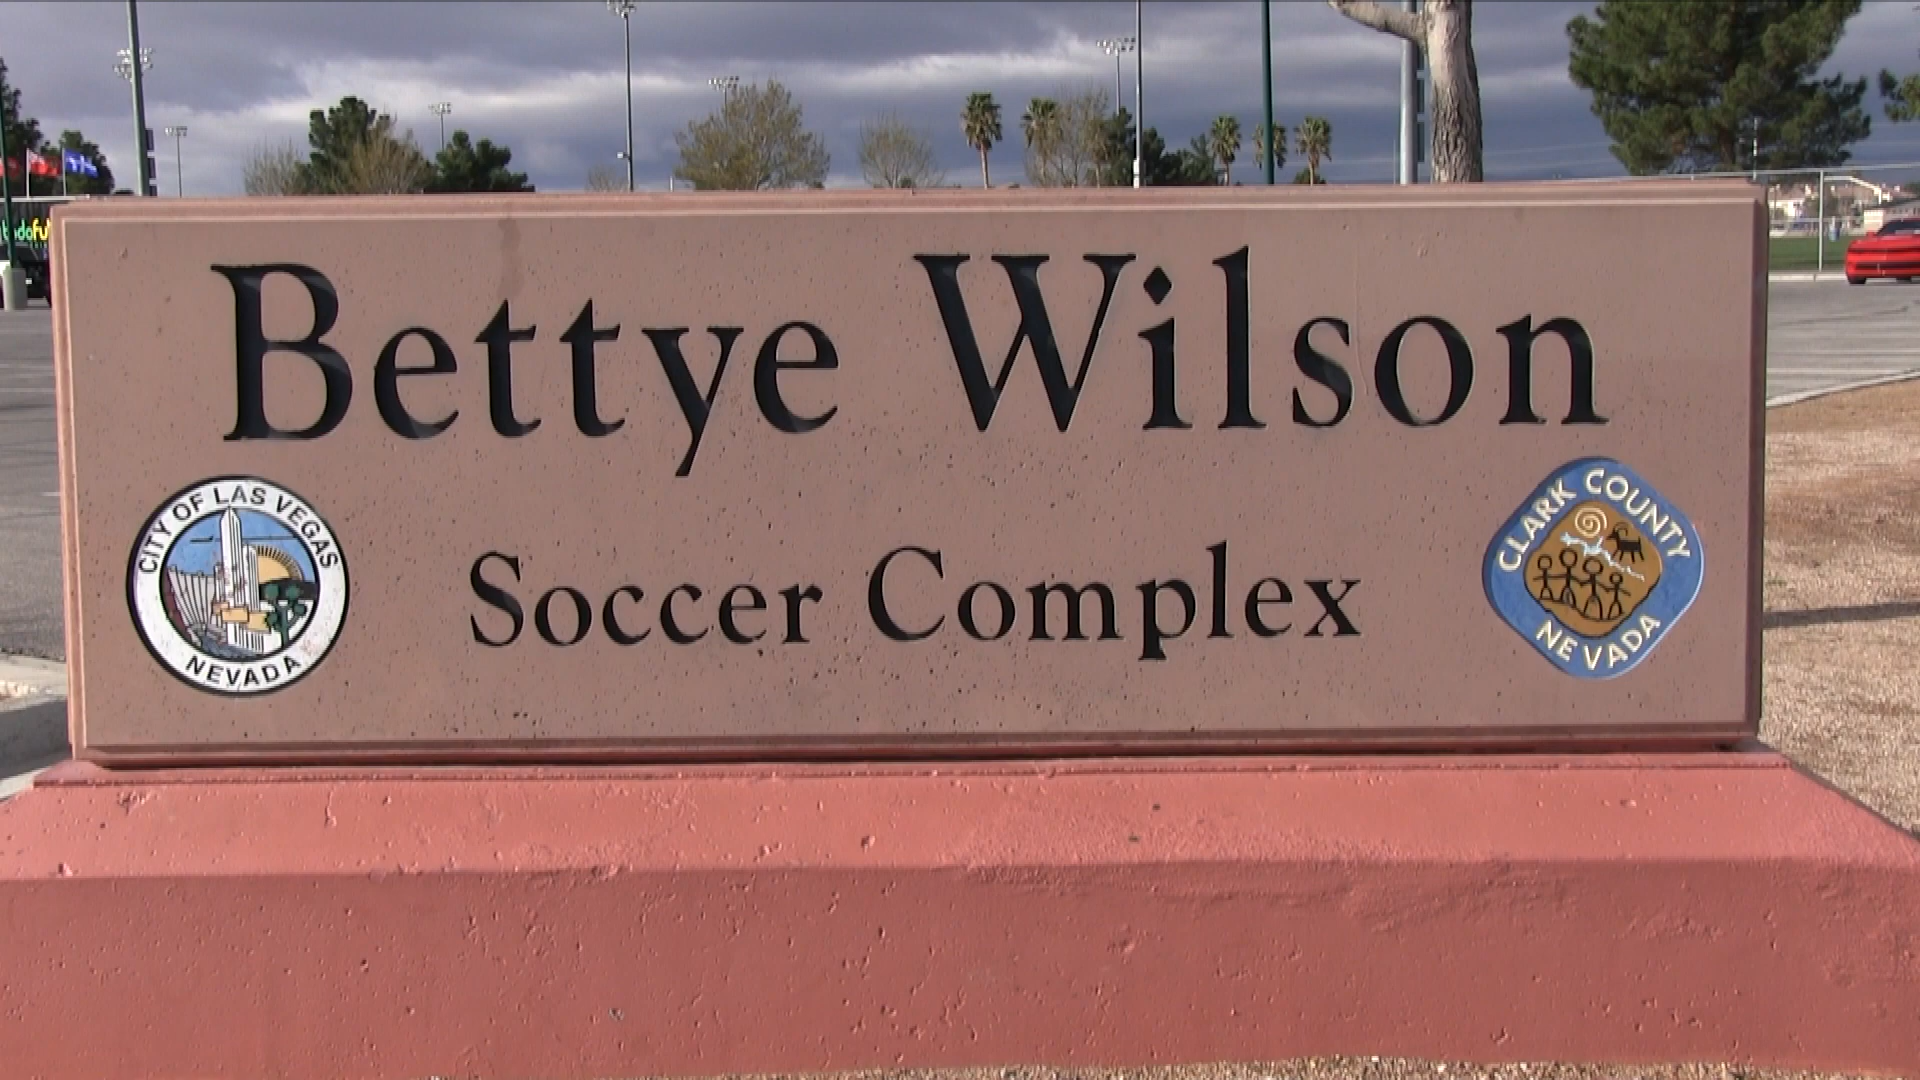 Bettye Wilson
Soccer Complex
CITY OF LAS VEGAS
NEVADA
CLARK COUNTY
NEVADA